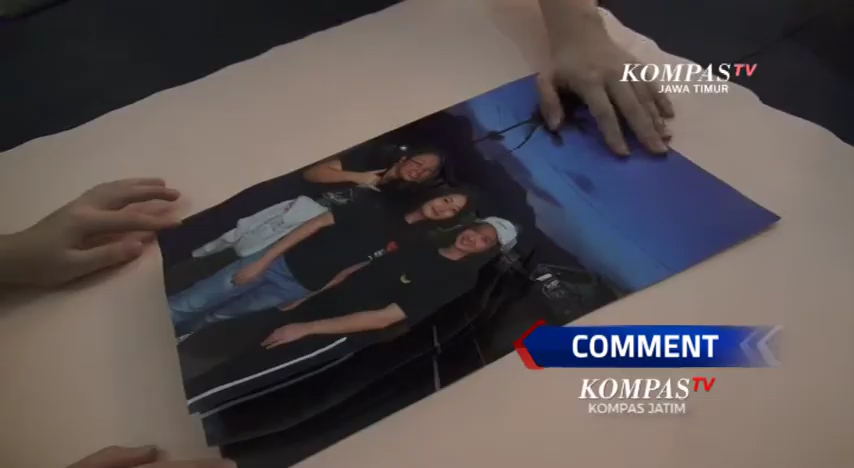 KOMPASTV
JAWA TIMUR
COMMENT
KOMPASTV
KOMPAS JATIM